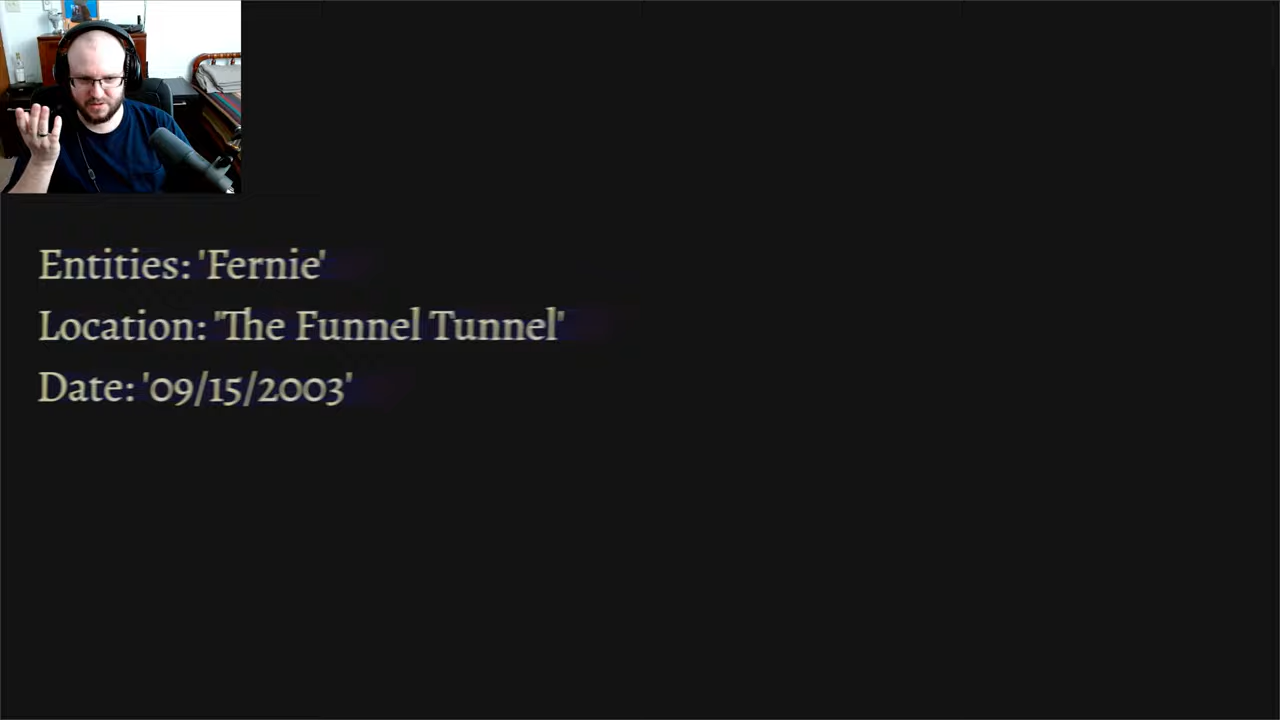 Entities: 'Fernie'
Location: 'The Funnel Tunnel'
Date: '09/15/2003'